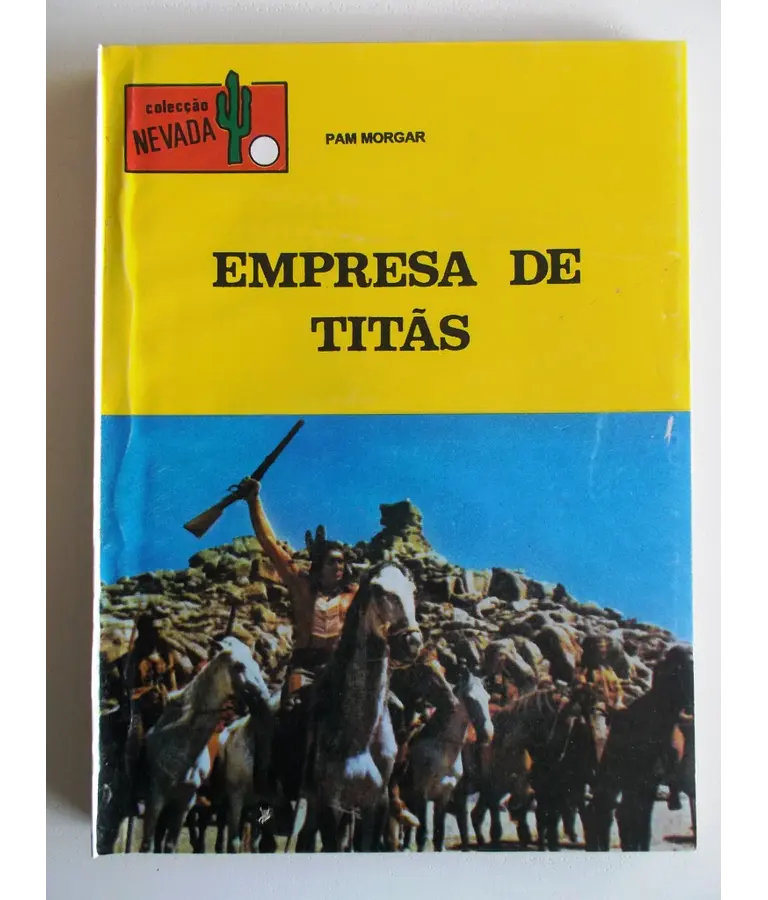 colecção
NEVADA
PAM MORGAR
EMPRESA DE
TITÃS